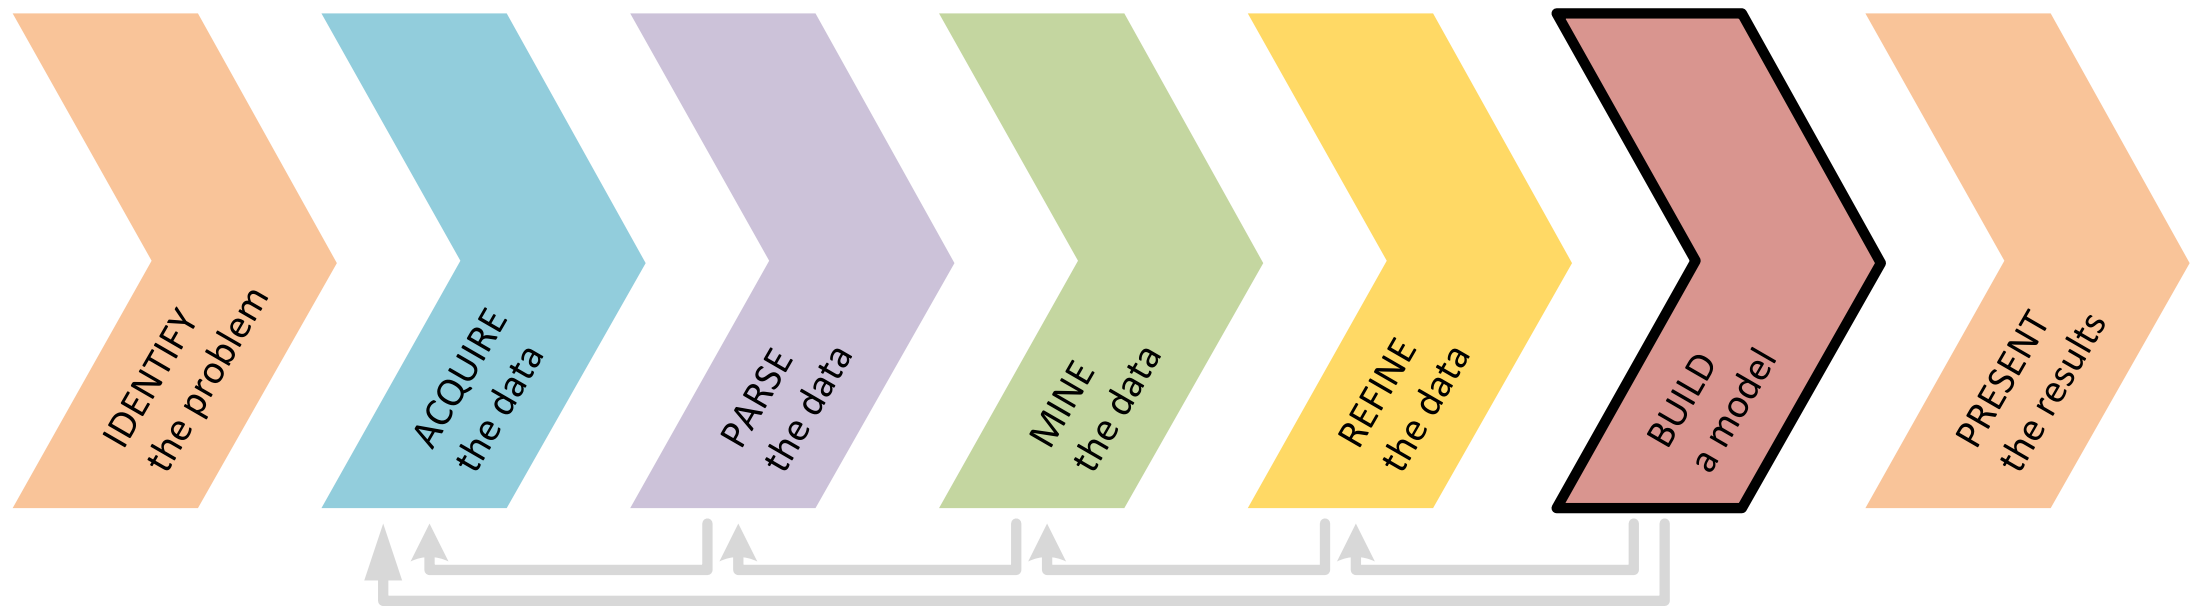 IDENTIFY
the problem
ACQUIRE
the data
PARSE
the data
MINE
the data
REFINE
the data
BUILD
a model
PRESENT
the results